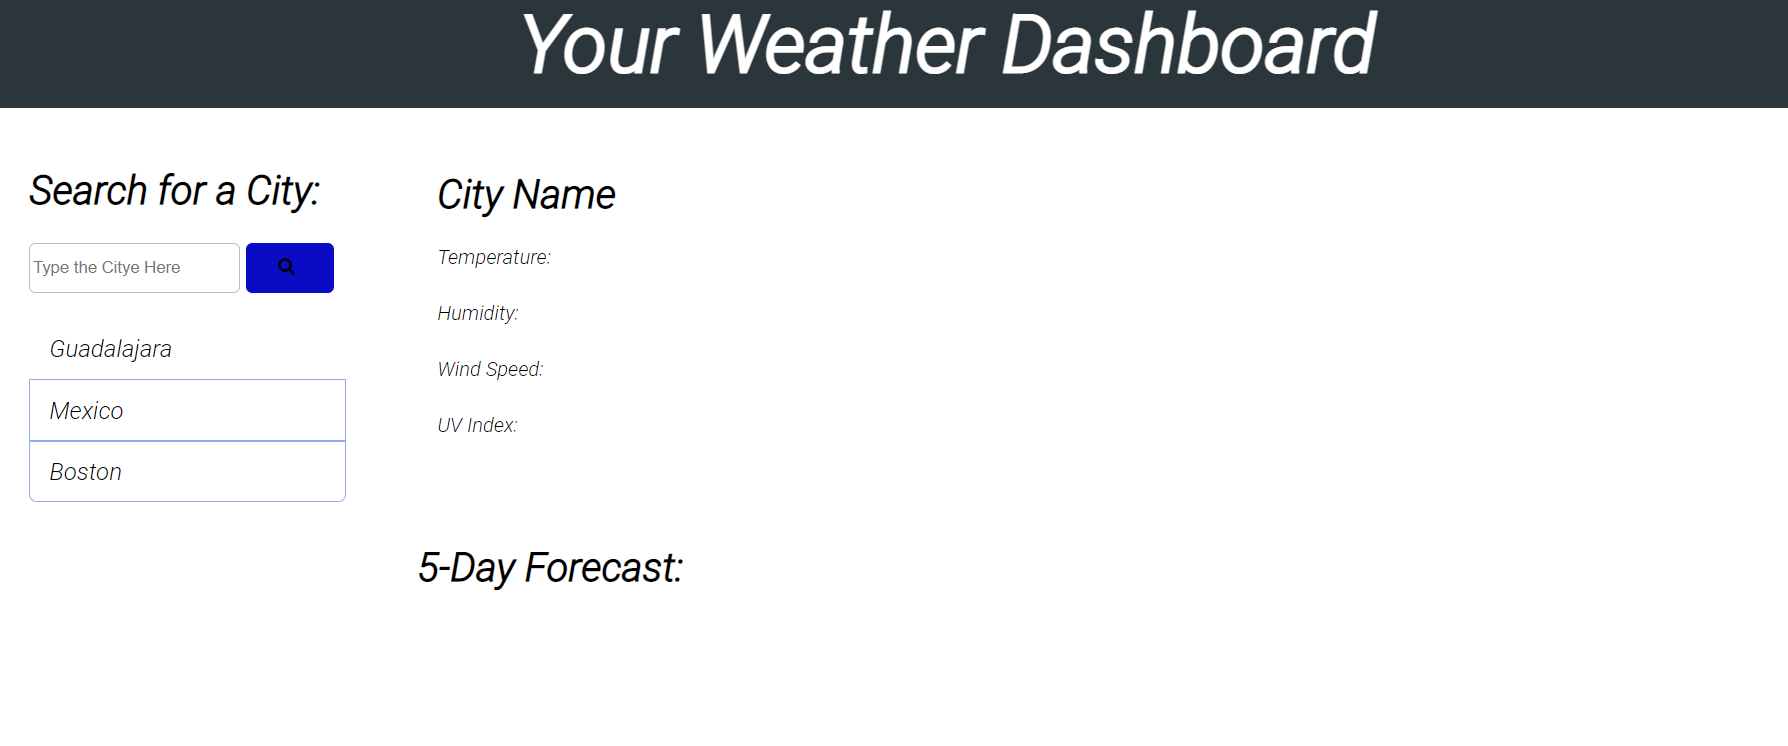 Your Weather Dashboard
Search for a City:
Type the Citye Here
Guadalajara
Mexico
Boston
City Name
Temperature:
Humidity:
Wind Speed:
UV Index:
5-Day Forecast: